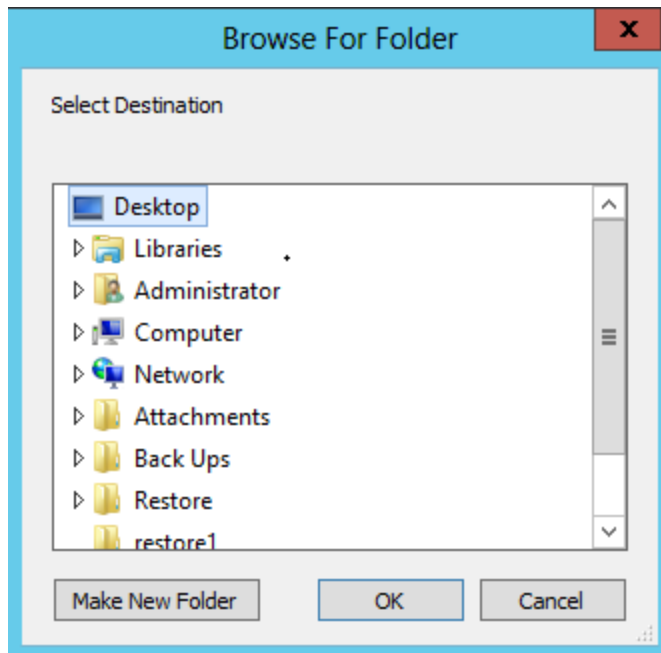 Browse For Folder
x
Select Destination
Desktop
Libraries
Administrator
Computer
Network
Attachments
Back Ups
Restore
restore1
Make New Folder OK Cancel